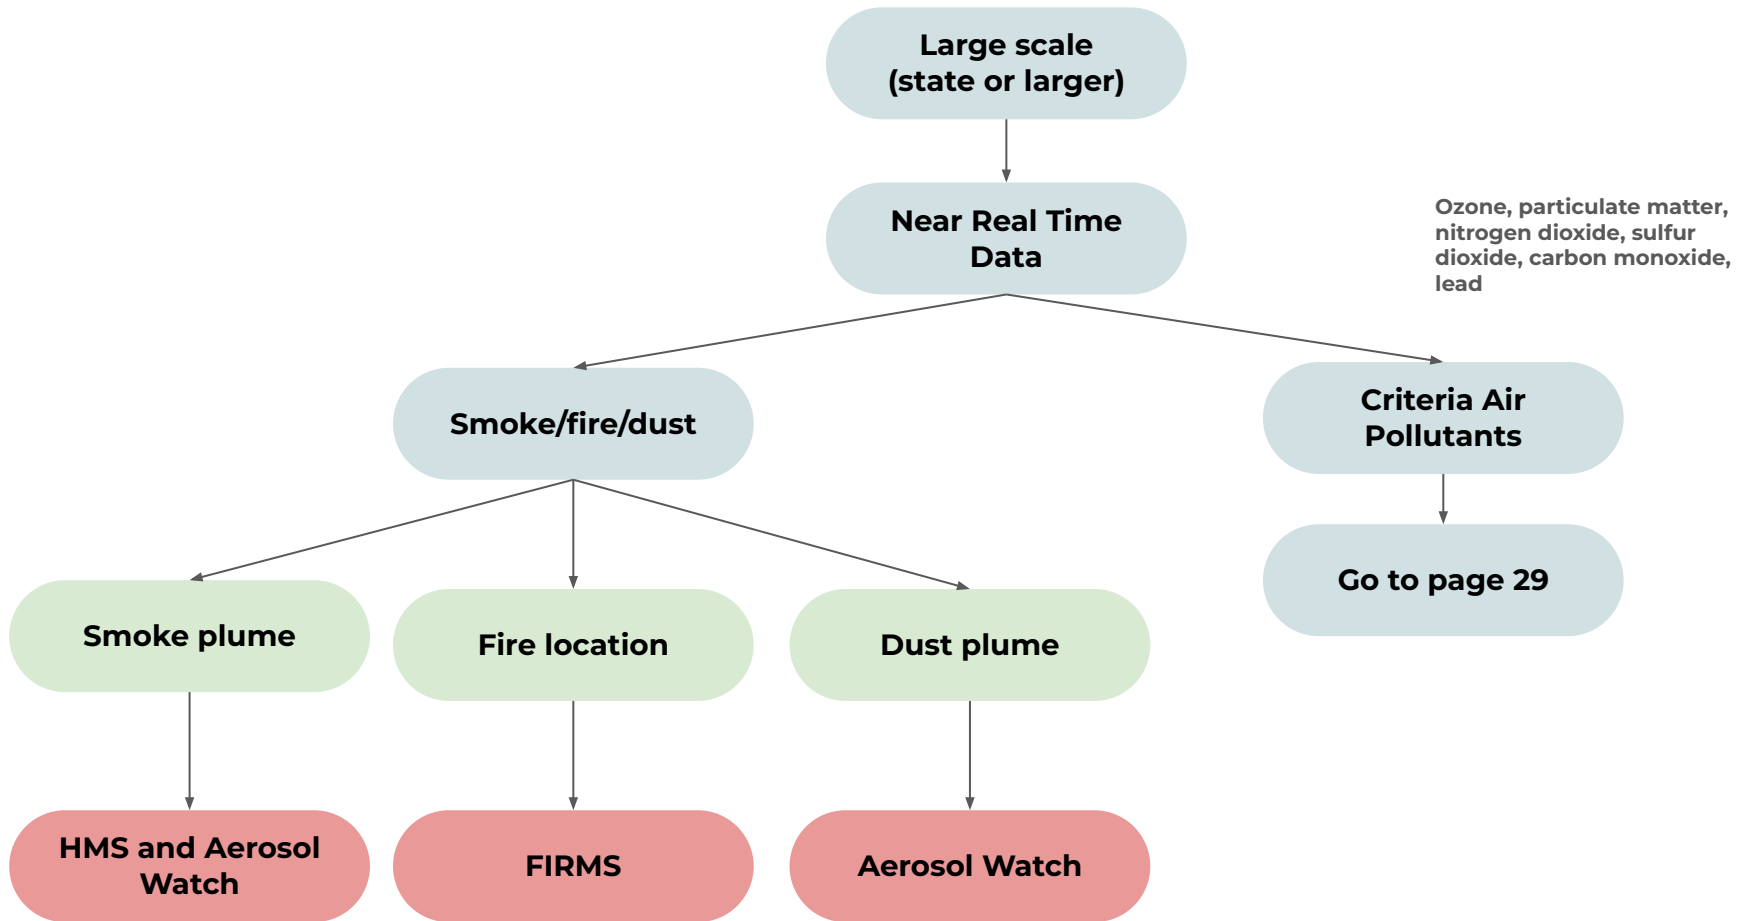 Large scale
(state or larger)
Near Real Time
Data
Ozone, particulate matter,
nitrogen dioxide, sulfur
dioxide, carbon monoxide,
lead
Smoke/fire/dust
Criteria Air
Pollutants
Go to page 29
Smoke plume
Fire location
Dust plume
HMS and Aerosol
Watch
FIRMS
Aerosol Watch